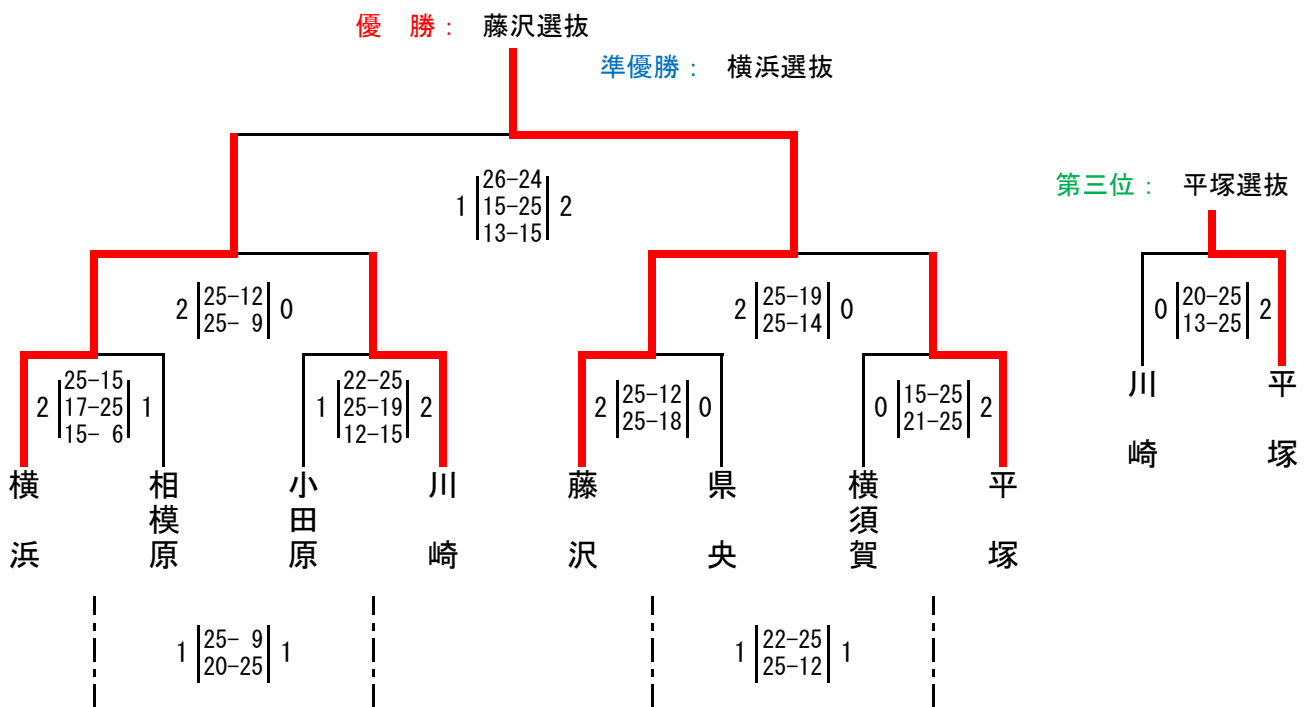 優　勝：　藤沢選抜
準優勝：　横浜選抜
第三位：　平塚選抜
1 26-24 2
15-25
13-15
2 25-12 0
25- 9
2 25-19 0
25-14
0 20-25 2
13-25
2 25-15 1
17-25
15- 6
1 22-25 2
25-19
12-15
2 25-12 0
25-18
0 15-25 2
21-25
川崎
平塚
横浜
相模原
小田原
川崎
藤沢
県央
横須賀
平塚
1 25- 9 1
20-25
1 22-25 1
25-12